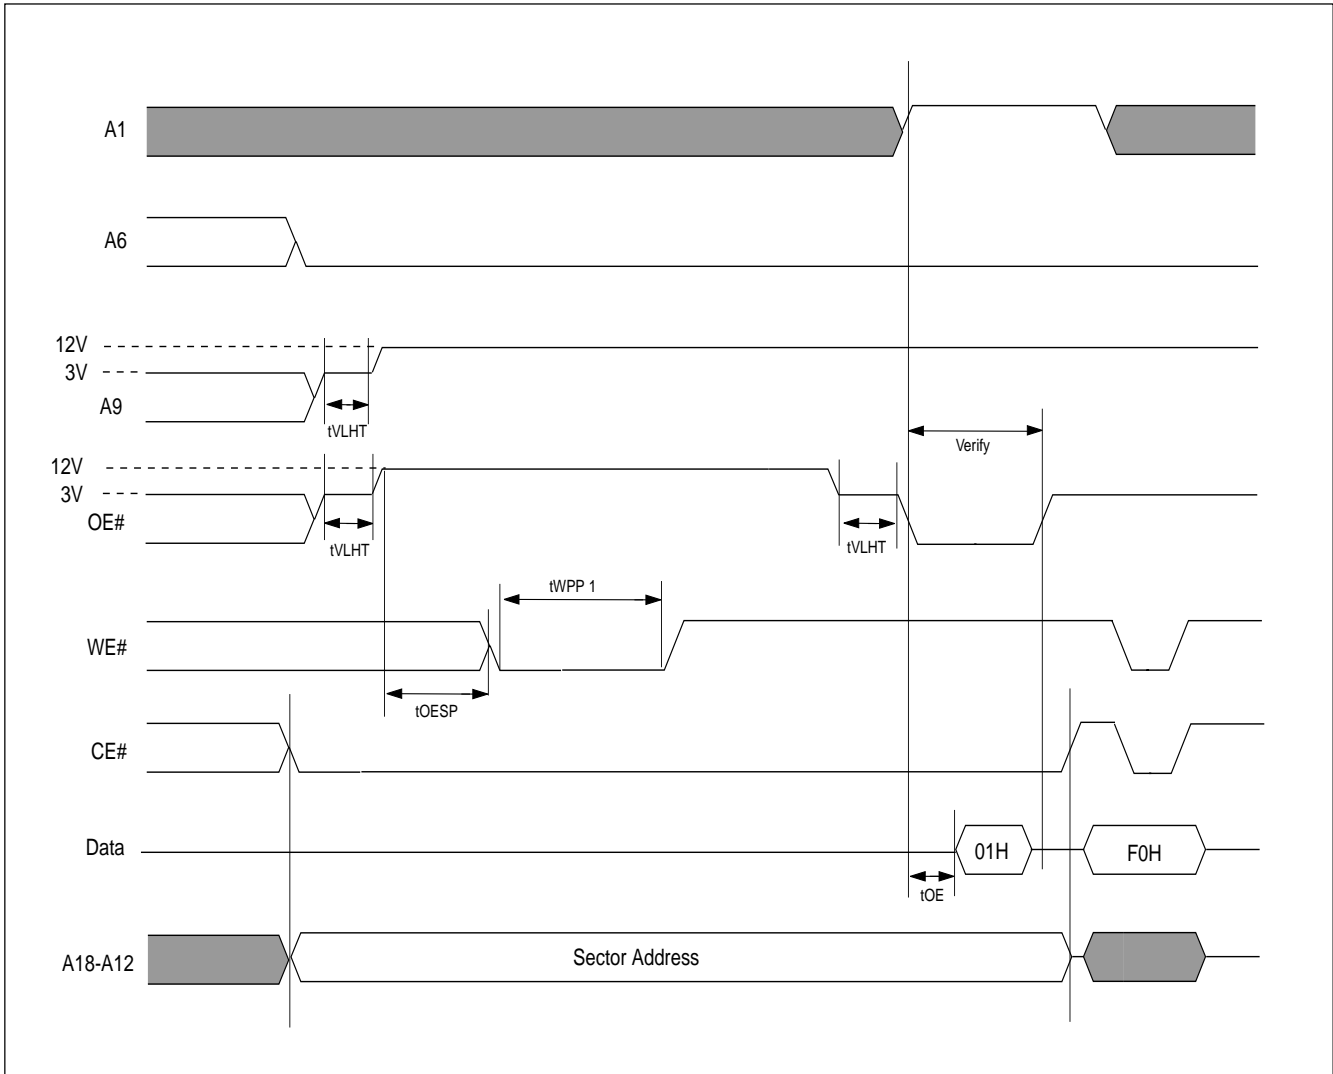 A1
A6
12V
3V
A9
tVLHT
Verify
12V
3V
OE#
tVLHT
tVLHT
tWPP 1
WE#
tOESP
CE#
Data
01H
F0H
tOE
A18-A12
Sector Address